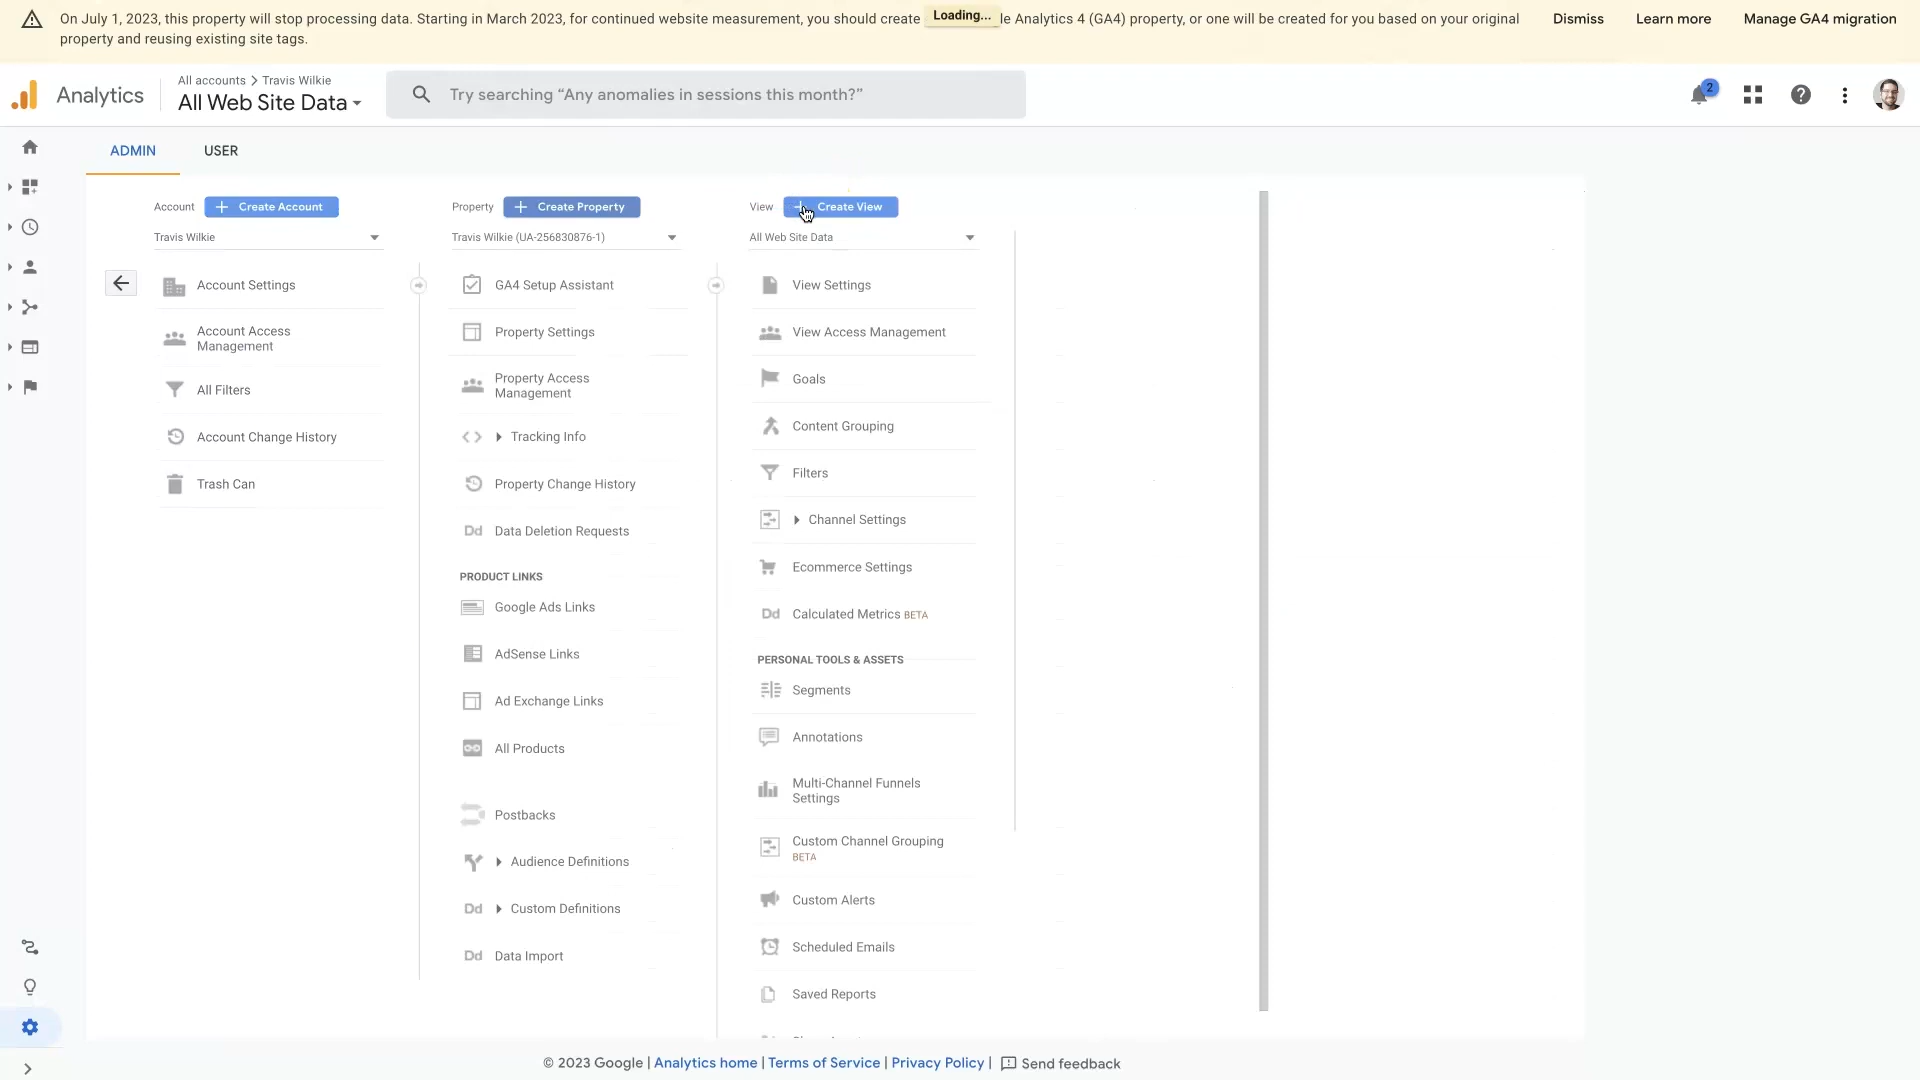 On July 1, 2023, this property will stop processing data. Starting in March 2023, for continued website measurement, you should create Loading... le Analytics 4 (GA4) property, or one will be created for you based on your original
property and reusing existing site tags.
Dismiss
Learn more
Manage GA4 migration
Analytics
All accounts > Travis Wilkie
All Web Site Data
Try searching “Any anomalies in sessions this month?”
2
ADMIN
USER
Account
Create Account
Travis Wilkie
Account Settings
Account Access
Management
All Filters
Account Change History
Trash Can
Property
Create Property
Travis Wilkie (UA-256830876-1)
GA4 Setup Assistant
Property Settings
Property Access
Management
Tracking Info
Property Change History
Dd Data Deletion Requests
PRODUCT LINKS
Google Ads Links
AdSense Links
Ad Exchange Links
All Products
Postbacks
Audience Definitions
Dd Custom Definitions
Dd Data Import
View
Create View
All Web Site Data
View Settings
View Access Management
Goals
Content Grouping
Filters
Channel Settings
Ecommerce Settings
Dd Calculated Metrics BETA
PERSONAL TOOLS & ASSETS
Segments
Annotations
Multi-Channel Funnels
Settings
Custom Channel Grouping
BETA
Custom Alerts
Scheduled Emails
Saved Reports
© 2023 Google | Analytics home | Terms of Service | Privacy Policy | Send feedback